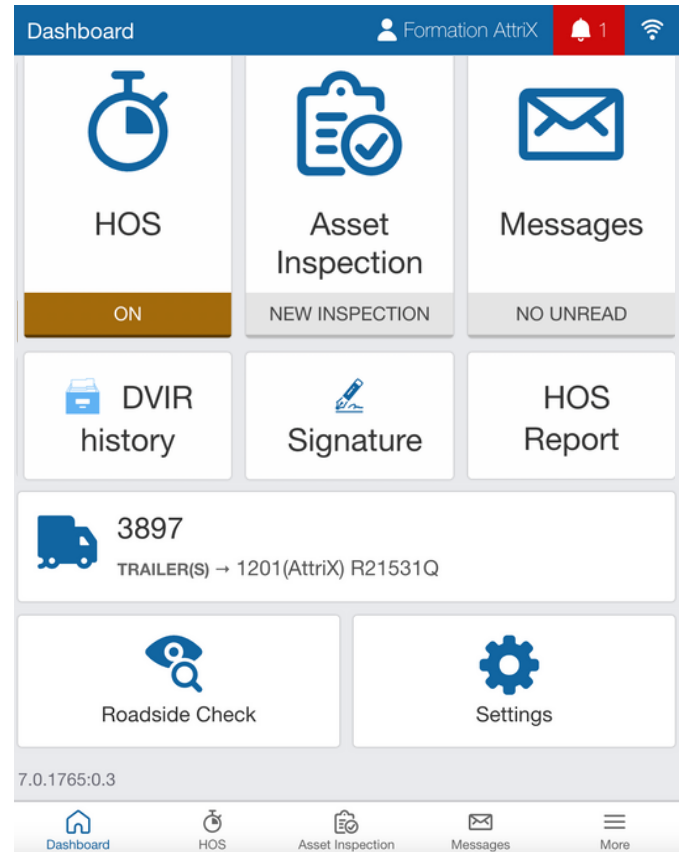 Dashboard
Formation AttriX
1
HOS
Asset
Inspection
Messages
ON
NEW INSPECTION
NO UNREAD
DVIR
history
Signature
HOS
Report
3897
TRAILER(S) → 1201(AttriX) R21531Q
Roadside Check
Settings
7.0.1765:0.3
Dashboard
HOS
Asset Inspection
Messages
More